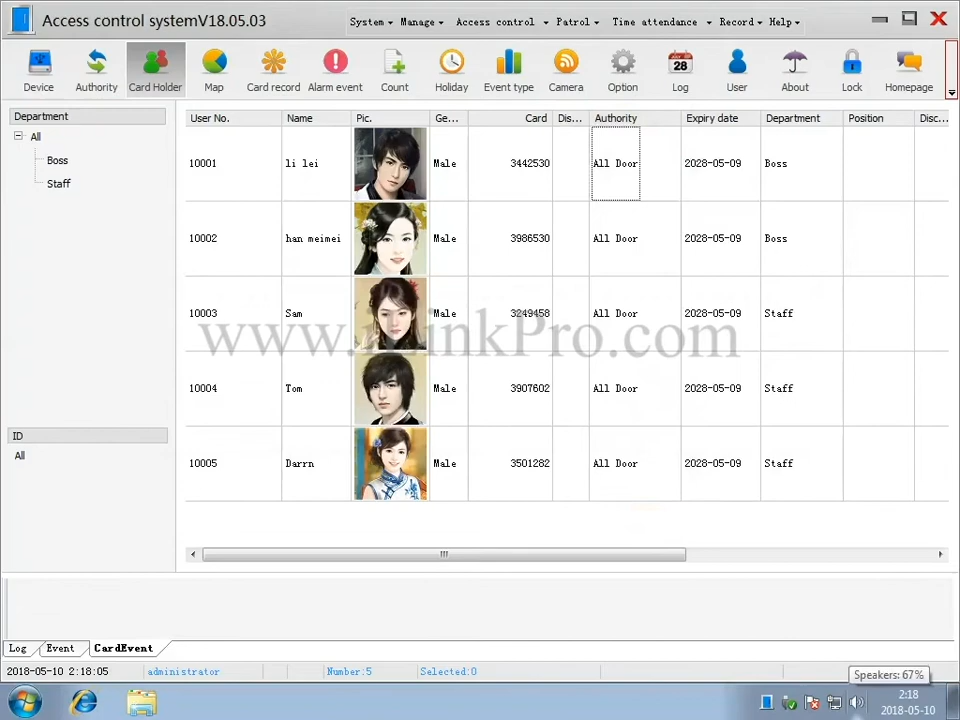 Access control systemV18.05.03
System Manage Access control Patrol Time attendance Record Help
Device Authority Card Holder Map Card record Alarm event Count Holiday Event type Camera Option 28 Log User About Lock Homepage
Department
All
Boss
Staff
ID
All
User No. Name Pic. Ge... Card Dis... Authority Expiry date Department Position Disc...
10001 li lei Male 3442530 All Door 2028-05-09 Boss
10002 han meimei Male 3986530 All Door 2028-05-09 Boss
10003 Sam Male 3249458 All Door 2028-05-09 Staff
10004 Tom Male 3907602 All Door 2028-05-09 Staff
10005 Darrn Male 3501282 All Door 2028-05-09 Staff
Log Event CardEvent
2018-05-10 2:18:05 administrator Number:5 Selected:0
Speakers: 67%
2:18
2018-05-10